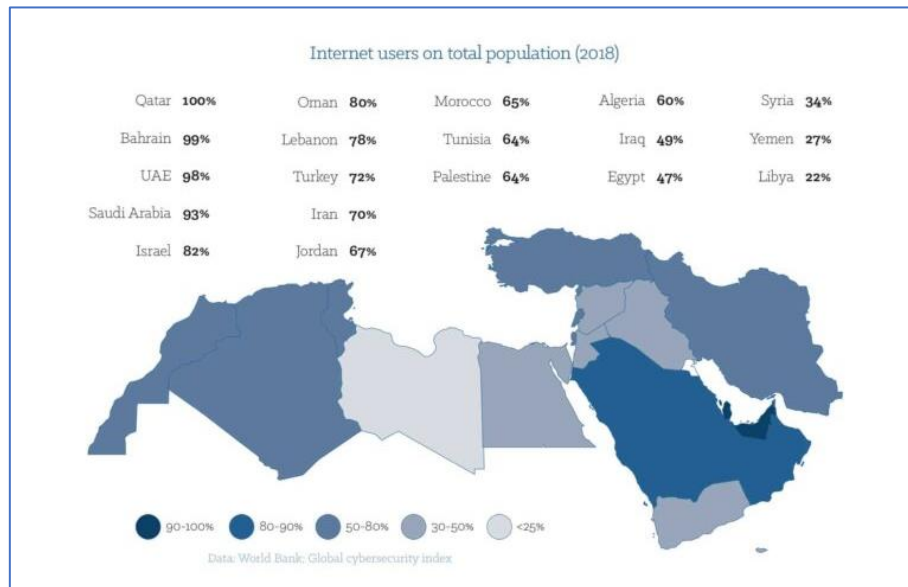 Internet users on total population (2018)
Qatar 100%
Bahrain 99%
UAE 98%
Saudi Arabia 93%
Israel 82%
Oman 80%
Lebanon 78%
Turkey 72%
Iran 70%
Jordan 67%
Morocco 65%
Tunisia 64%
Palestine 64%
Algeria 60%
Iraq 49%
Egypt 47%
Syria 34%
Yemen 27%
Libya 22%
90-100%
80-90%
50-80%
30-50%
<25%
Data: World Bank; Global cybersecurity index